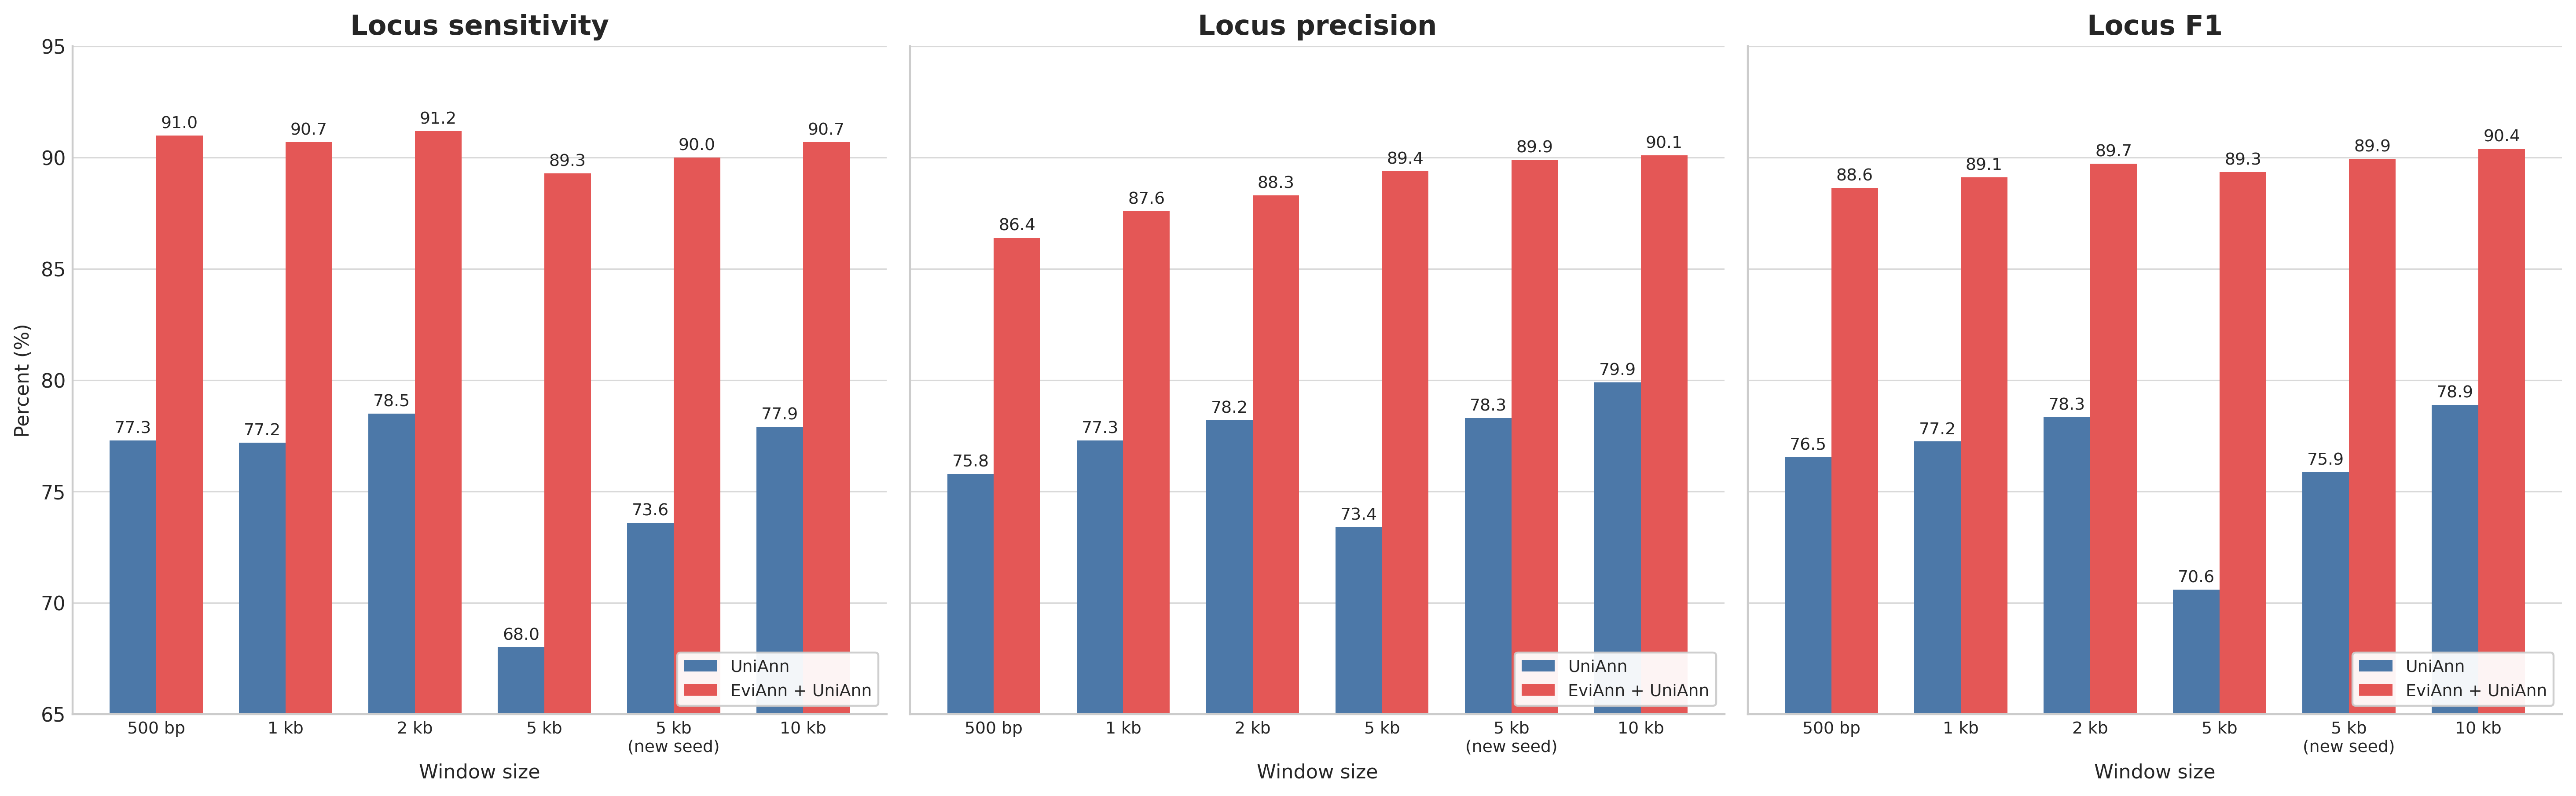 Locus sensitivity
Percent (%)
95
90
85
80
75
70
65
77.3
91.0
77.2
90.7
78.5
91.2
68.0
89.3
73.6
90.0
77.9
90.7
UniAnn
EviAnn + UniAnn
500 bp
1 kb
2 kb
5 kb
5 kb
(new seed)
10 kb
Window size
Locus precision
75.8
86.4
77.3
87.6
78.2
88.3
73.4
89.4
78.3
89.9
79.9
90.1
UniAnn
EviAnn + UniAnn
500 bp
1 kb
2 kb
5 kb
5 kb
(new seed)
10 kb
Window size
Locus F1
76.5
88.6
77.2
89.1
78.3
89.7
70.6
89.3
75.9
89.9
78.9
90.4
UniAnn
EviAnn + UniAnn
500 bp
1 kb
2 kb
5 kb
5 kb
(new seed)
10 kb
Window size